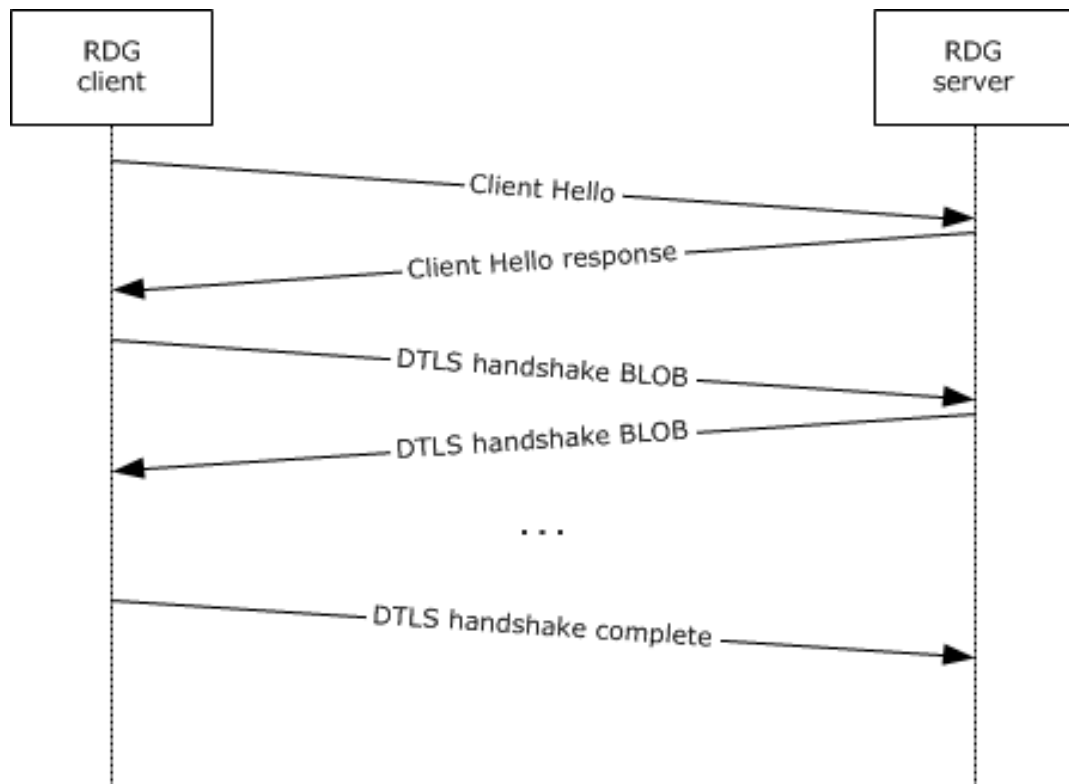 RDG
client
RDG
server
Client Hello
Client Hello response
DTLS handshake BLOB
DTLS handshake BLOB
...
DTLS handshake complete